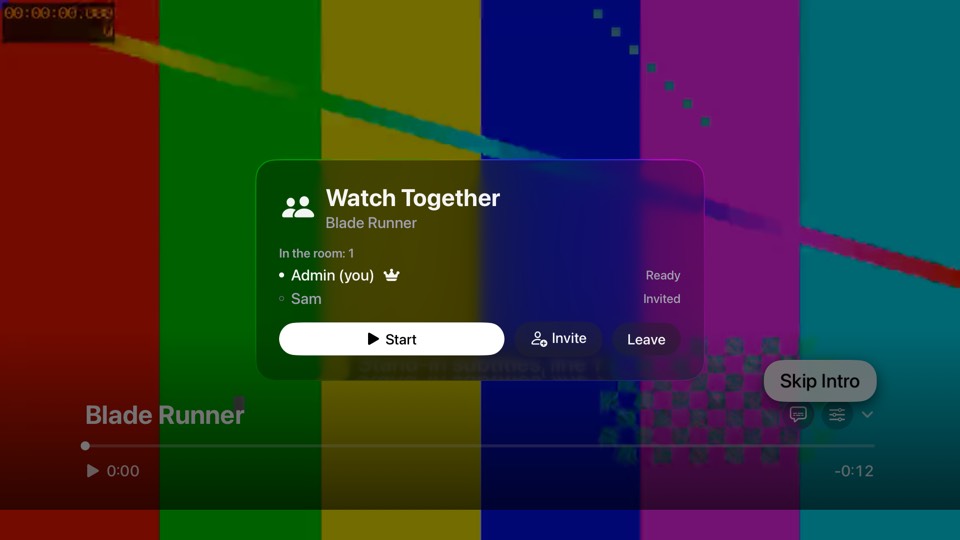 Watch Together
Blade Runner
In the room: 1
Admin (you)
Ready
Sam
Invited
Start
Invite
Leave
Skip Intro
Blade Runner
0:00
-0:12